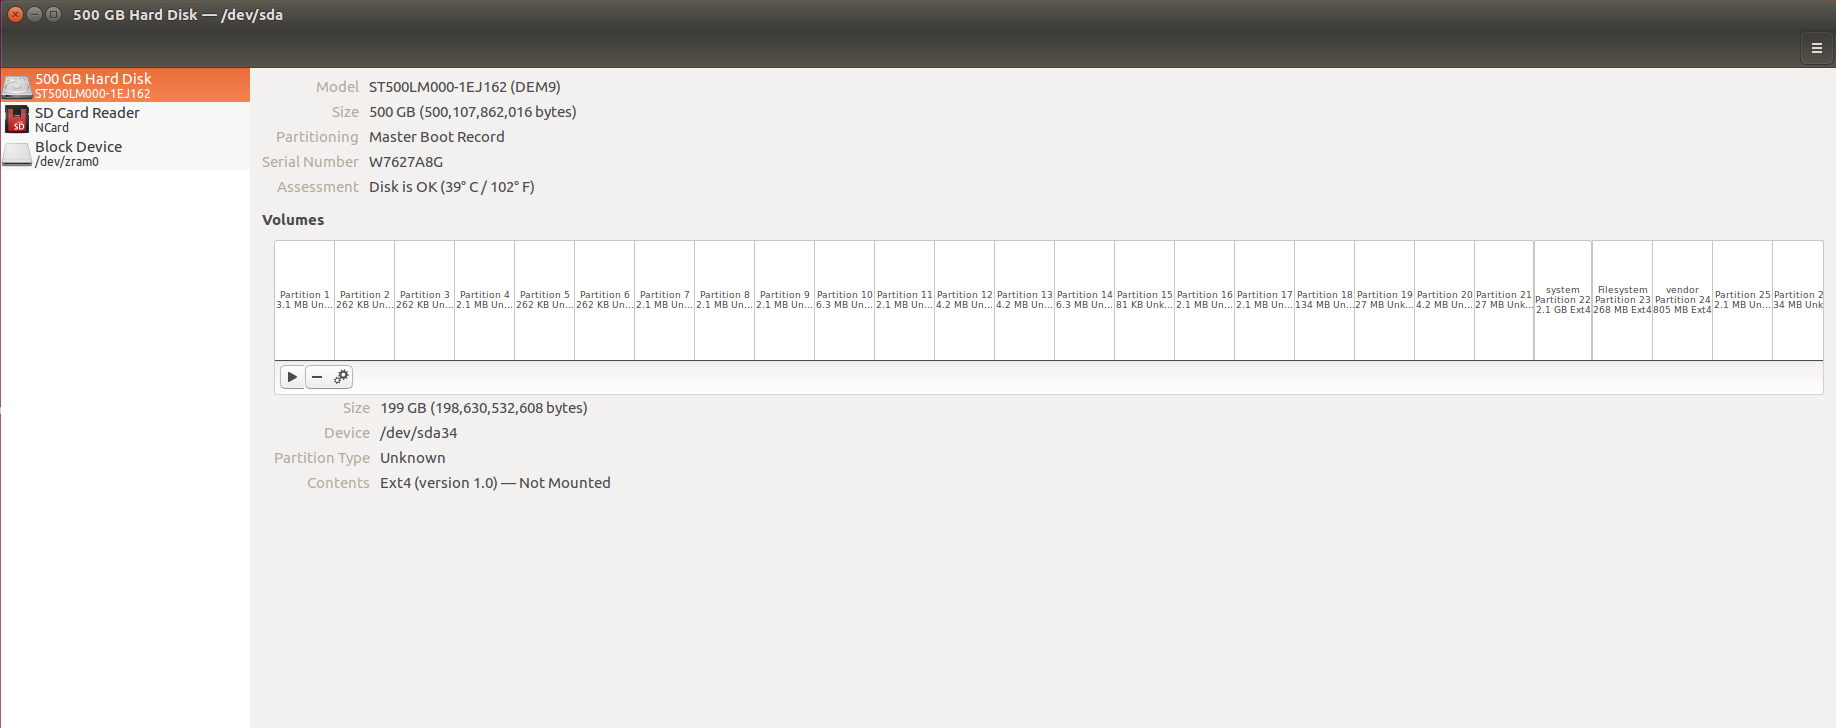 500 GB Hard Disk — /dev/sda
500 GB Hard Disk
ST500LM000-1EJ162
SD Card Reader
NCard
Block Device
/dev/zram0
Model ST500LM000-1EJ162 (DEM9)
Size 500 GB (500,107,862,016 bytes)
Partitioning Master Boot Record
Serial Number W7627A8G
Assessment Disk is OK (39° C / 102° F)
Volumes
Partition 1
3.1 MB Un...
Partition 2
262 KB Un...
Partition 3
262 KB Un...
Partition 4
2.1 MB Un...
Partition 5
262 KB Un...
Partition 6
262 KB Un...
Partition 7
2.1 MB Un...
Partition 8
2.1 MB Un...
Partition 9
2.1 MB Un...
Partition 10
6.3 MB Un...
Partition 11
2.1 MB Un...
Partition 12
4.2 MB Un...
Partition 13
4.2 MB Un...
Partition 14
6.3 MB Un...
Partition 15
81 KB Unk...
Partition 16
2.1 MB Un...
Partition 17
2.1 MB Un...
Partition 18
134 MB Un...
Partition 19
27 MB Unk...
Partition 20
4.2 MB Un...
Partition 21
27 MB Unk...
system
Partition 22
2.1 GB Ext4
Filesystem
Partition 23
268 MB Ext4
vendor
Partition 24
805 MB Ext4
Partition 25
2.1 MB Un...
Partition 2
34 MB Unk
Size 199 GB (198,630,532,608 bytes)
Device /dev/sda34
Partition Type Unknown
Contents Ext4 (version 1.0) — Not Mounted